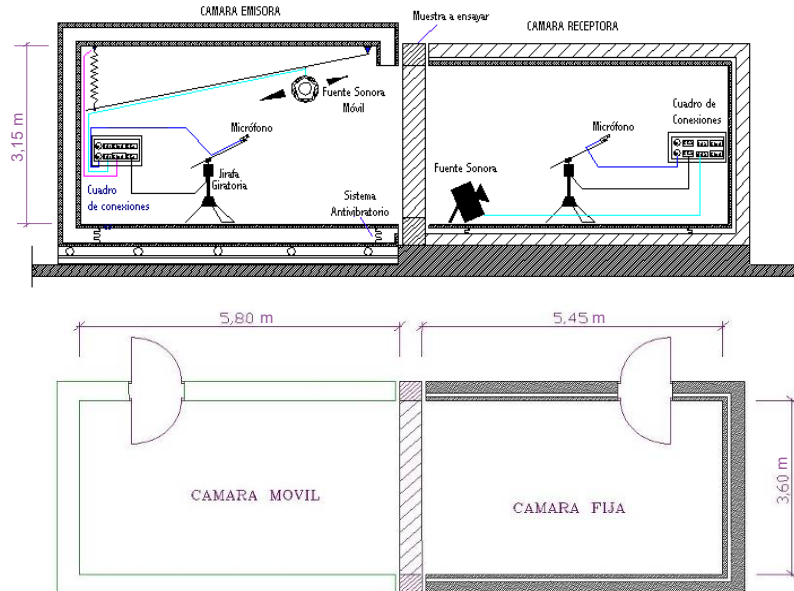 CAMARA EMISORA
Muestra a ensayar
CAMARA RECEPTORA
3,15 m
Fuente Sonora
Móvil
Micrófono
Jirafa
Giratoria
Cuadro
de conexiones
Sistema
Antivibratorio
Cuadro de
Conexiones
Micrófono
Fuente Sonora
5,80 m
5,45 m
CAMARA MOVIL
CAMARA FIJA
3,60 m